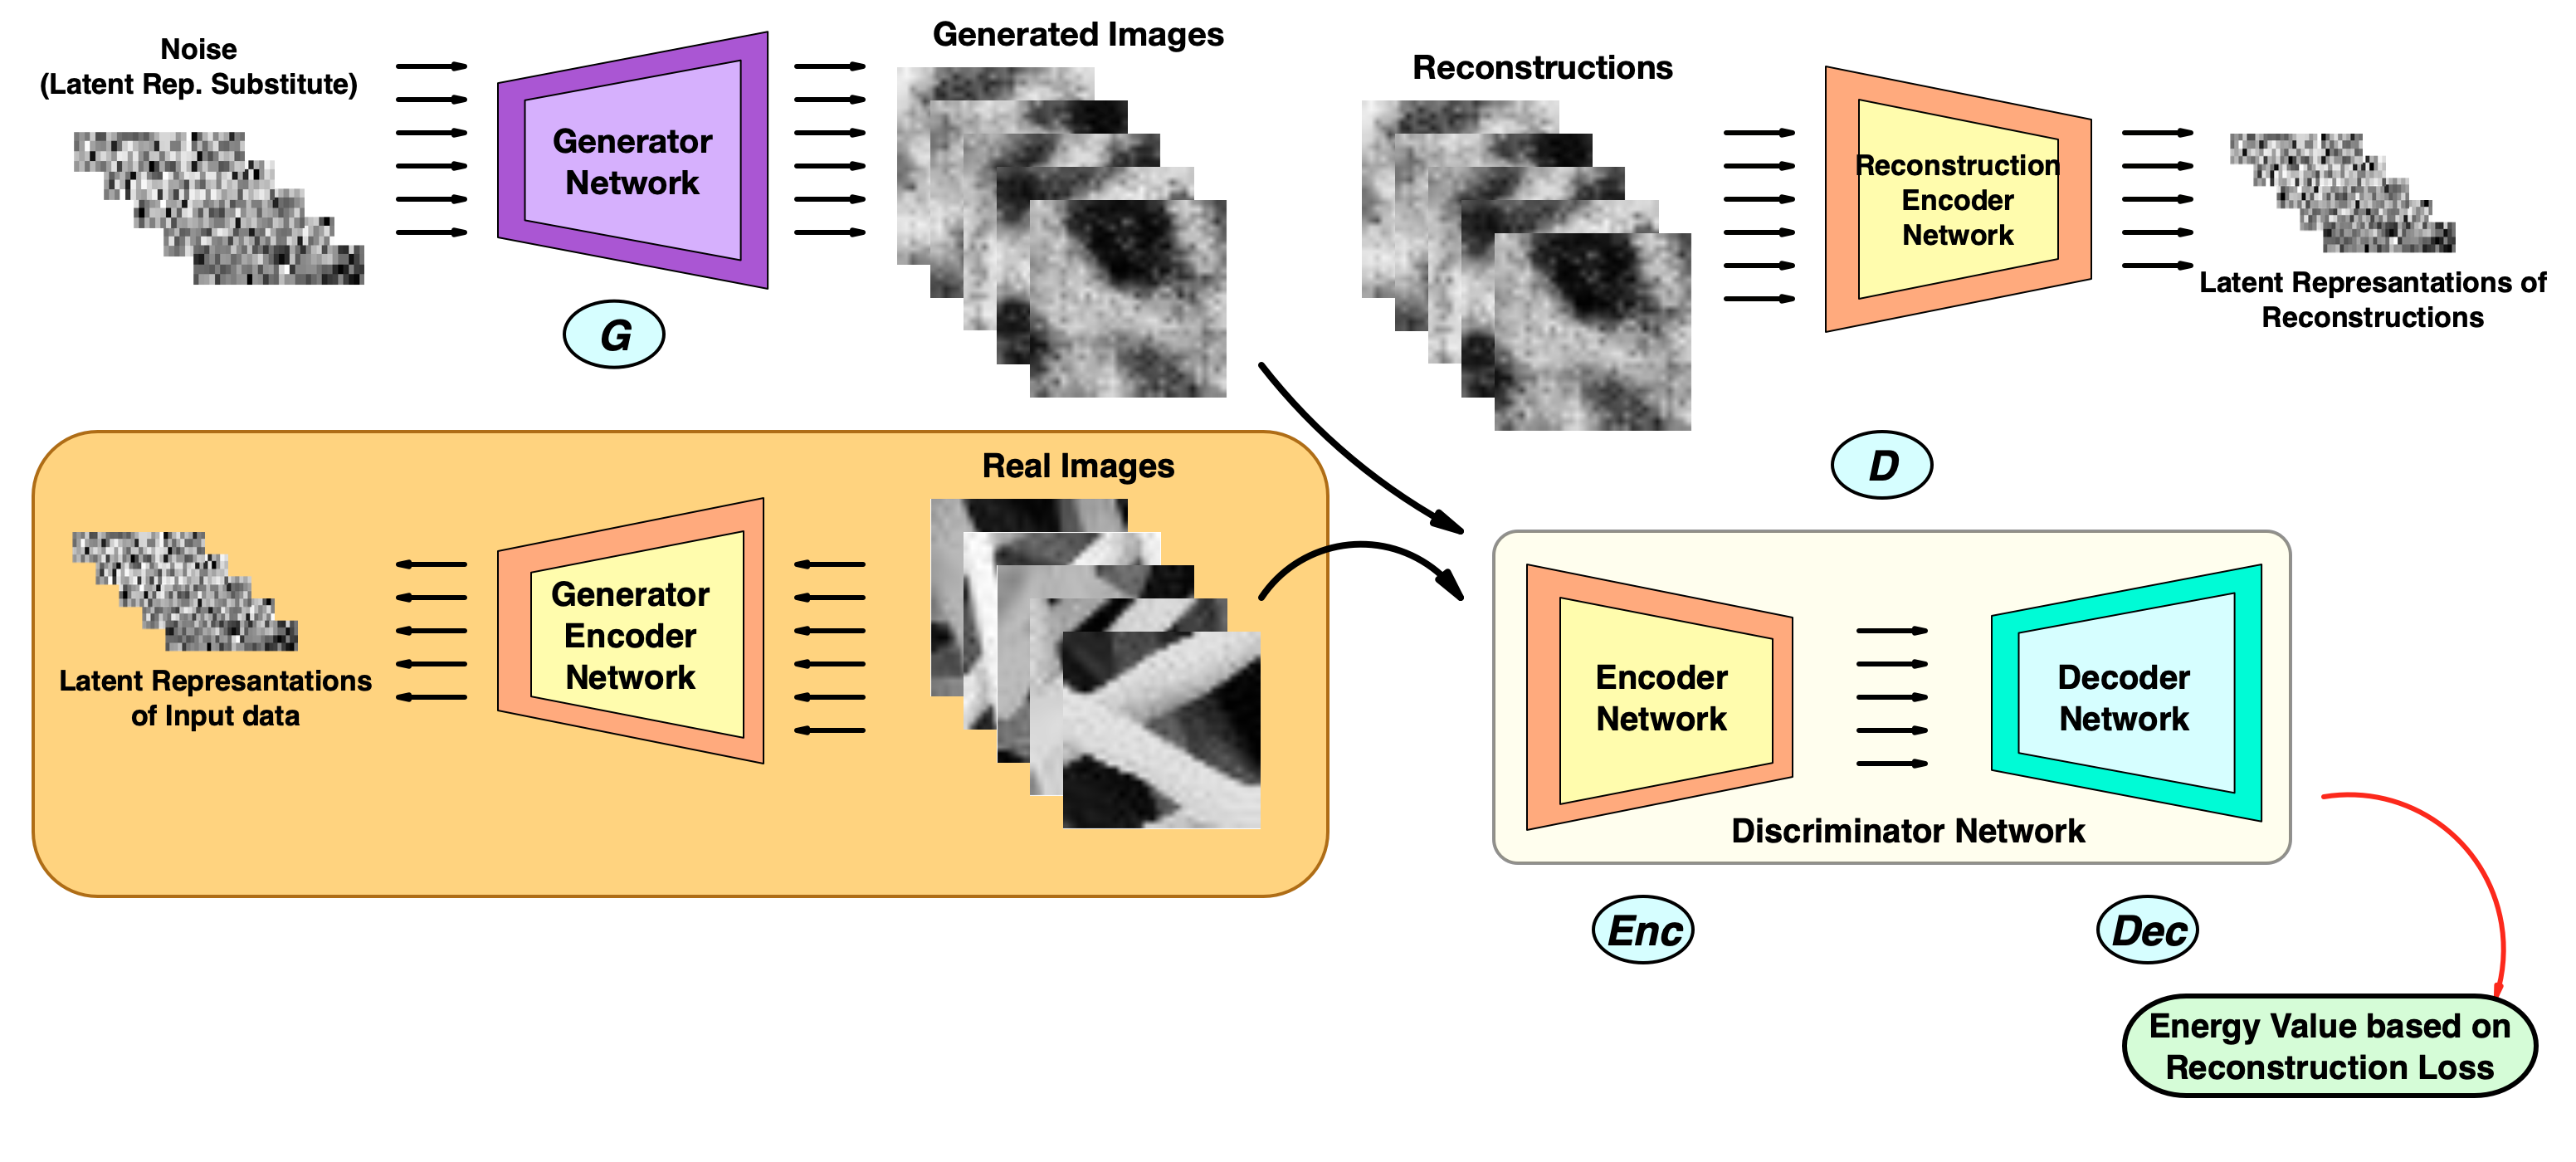 Noise
(Latent Rep. Substitute)
Generator
Network
G
Generated Images
Reconstructions
Reconstruction
Encoder
Network
Latent Represantations of
Reconstructions
D
Real Images
Generator
Encoder
Network
Latent Represantations
of Input data
Encoder
Network
Decoder
Network
Discriminator Network
Enc
Dec
Energy Value based on
Reconstruction Loss